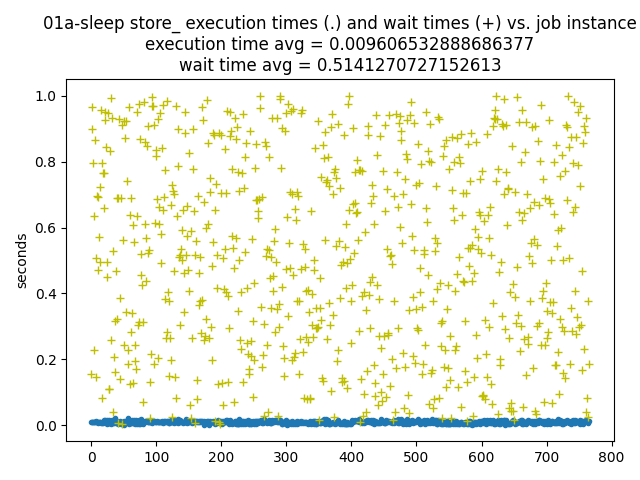 01a-sleep store_ execution times (.) and wait times (+) vs. job instance
execution time avg = 0.009606532888686377
wait time avg = 0.5141270727152613
1.0
0.8
0.6
0.4
0.2
0.0
seconds
0 100 200 300 400 500 600 700 800